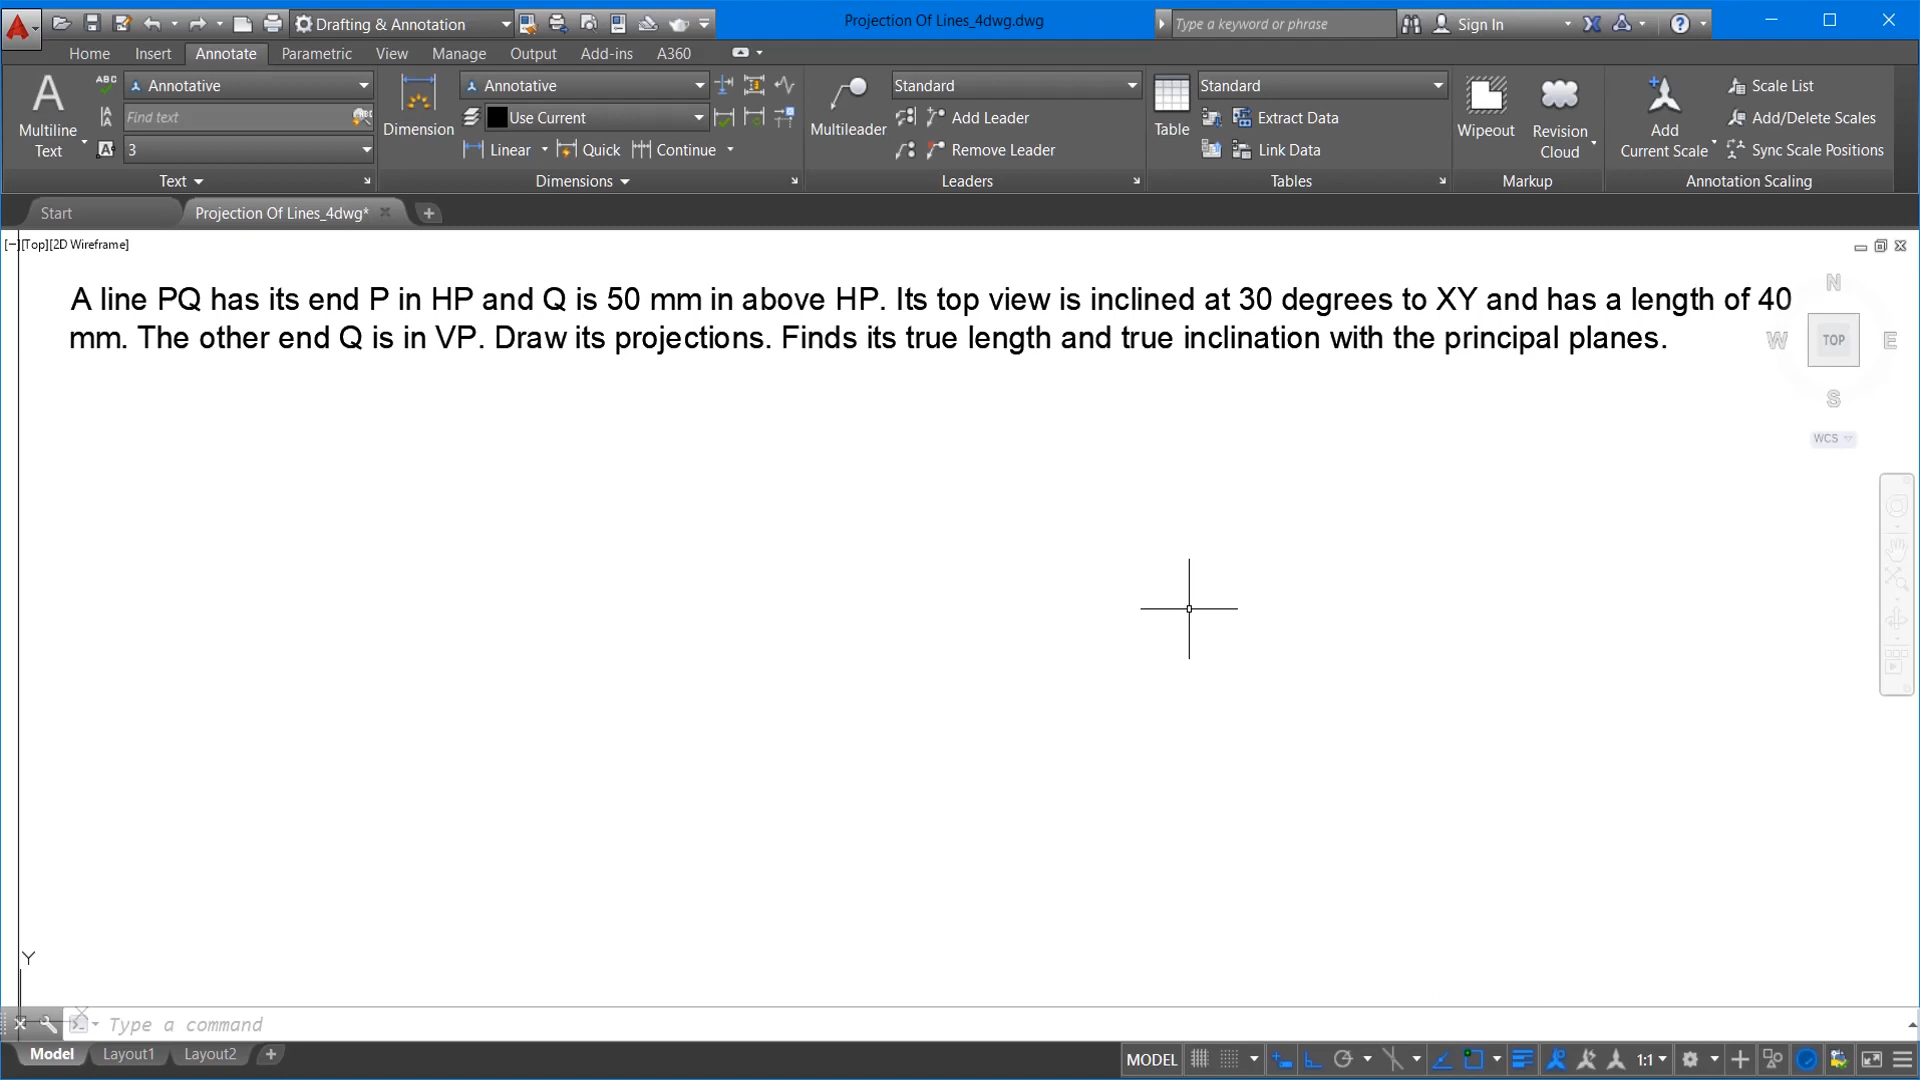 Drafting & Annotation
Projection Of Lines_4dwg.dwg
Type a keyword or phrase
Sign In
Home Insert Annotate Parametric View Manage Output Add-ins A360
Multiline Text
ABC
Annotative
Find text
3
Text
Dimension
Annotative
Use Current
Linear Quick Continue
Dimensions
Multileader
Standard
Add Leader
Remove Leader
Leaders
Table
Standard
Extract Data
Link Data
Tables
Wipeout
Revision Cloud
Markup
Add Current Scale
Scale List
Add/Delete Scales
Sync Scale Positions
Annotation Scaling
Start
Projection Of Lines_4dwg*
[−][Top][2D Wireframe]
A line PQ has its end P in HP and Q is 50 mm in above HP. Its top view is inclined at 30 degrees to XY and has a length of 40
mm. The other end Q is in VP. Draw its projections. Finds its true length and true inclination with the principal planes.
N
W TOP E
S
WCS
Y
X
Type a command
Model Layout1 Layout2
MODEL 1:1